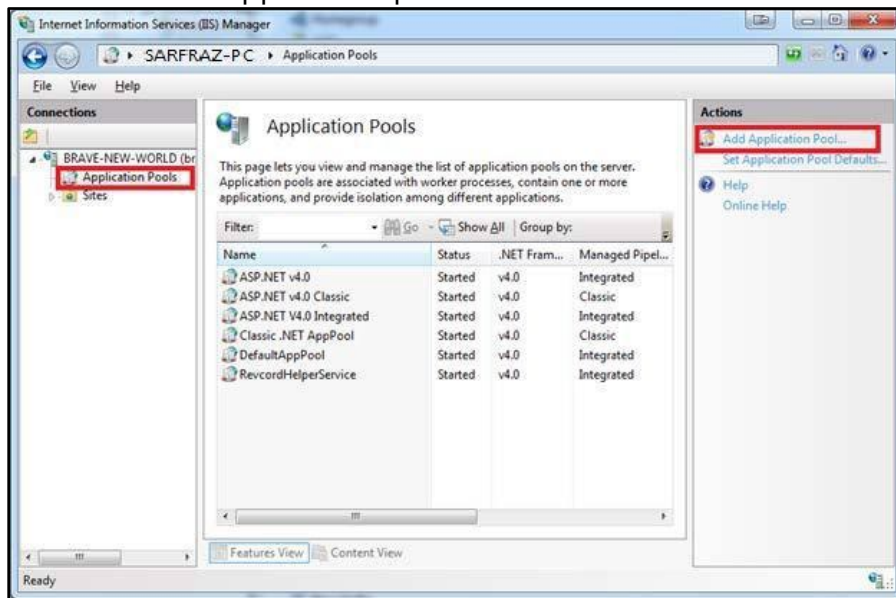 Internet Information Services (IIS) Manager
SARFRAZ-PC ▸ Application Pools
File View Help
Connections
BRAVE-NEW-WORLD (br
Application Pools
Sites
Application Pools
This page lets you view and manage the list of application pools on the server.
Application pools are associated with worker processes, contain one or more
applications, and provide isolation among different applications.
Filter: Go Show All Group by:
Name Status .NET Fram... Managed Pipel...
ASP.NET v4.0 Started v4.0 Integrated
ASP.NET v4.0 Classic Started v4.0 Classic
ASP.NET V4.0 Integrated Started v4.0 Integrated
Classic .NET AppPool Started v4.0 Classic
DefaultAppPool Started v4.0 Integrated
RevcordHelperService Started v4.0 Integrated
Features View Content View
Actions
Add Application Pool...
Set Application Pool Defaults...
Help
Online Help
Ready